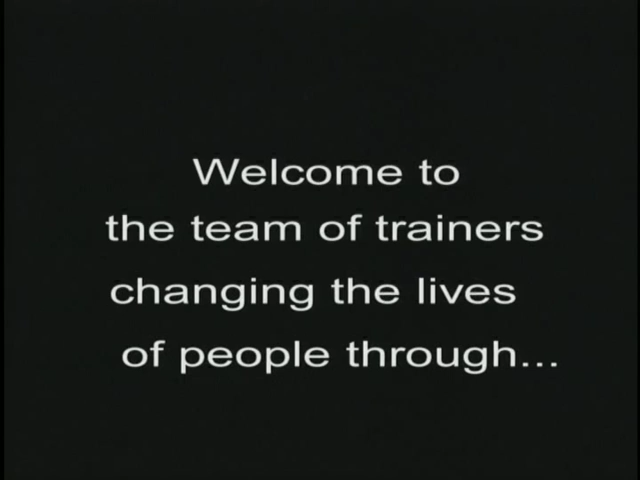 Welcome to
the team of trainers
changing the lives
of people through...